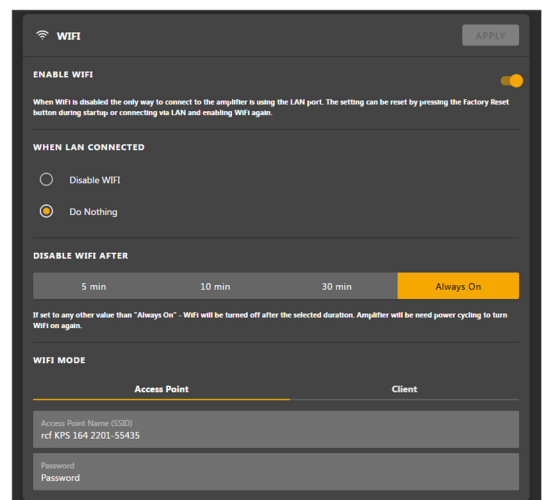 WIFI
APPLY
ENABLE WIFI
When WiFi is disabled the only way to connect to the amplifier is using the LAN port. The setting can be reset by pressing the Factory Reset
button during startup or connecting via LAN and enabling WiFi again.
WHEN LAN CONNECTED
Disable WIFI
Do Nothing
DISABLE WIFI AFTER
5 min 10 min 30 min Always On
If set to any other value than "Always On" - WiFi will be turned off after the selected duration. Amplifier will be need power cycling to turn
WiFi on again.
WIFI MODE
Access Point Client
Access Point Name (SSID)
rcf KPS 164 2201-55435
Password
Password